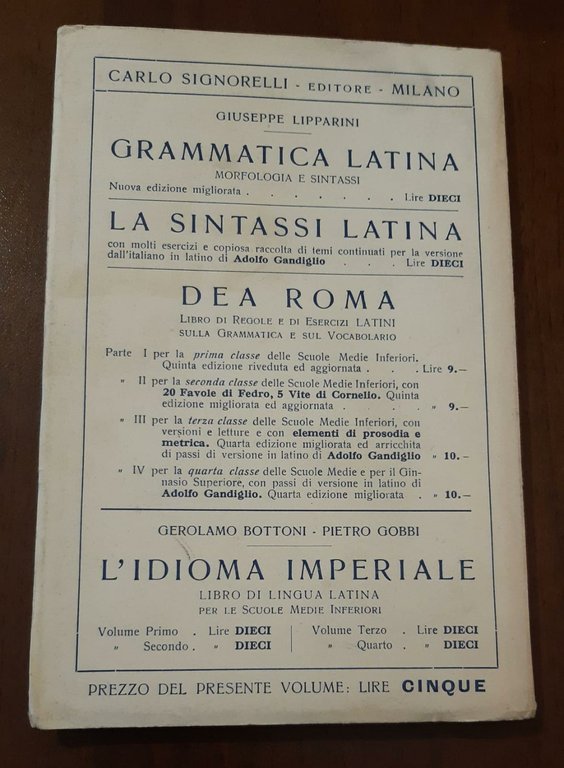 CARLO SIGNORELLI - EDITORE - MILANO
GIUSEPPE LIPPARINI
GRAMMATICA LATINA
MORFOLOGIA E SINTASSI
Nuova edizione migliorata . . . . . . . Lire DIECI
LA SINTASSI LATINA
con molti esercizi e copiosa raccolta di temi continuati per la versione
dall'italiano in latino di Adolfo Gandiglio . . . Lire DIECI
DEA ROMA
LIBRO DI REGOLE E DI ESERCIZI LATINI
SULLA GRAMMATICA E SUL VOCABOLARIO
Parte I per la prima classe delle Scuole Medie Inferiori.
Quinta edizione riveduta ed aggiornata . . . Lire 9.—
„ II per la seconda classe delle Scuole Medie Inferiori, con
20 Favole di Fedro, 5 Vite di Cornelio. Quinta
edizione migliorata ed aggiornata . . . . „ 9.—
„ III per la terza classe delle Scuole Medie Inferiori, con
versioni e letture e con elementi di prosodia e
metrica. Quarta edizione migliorata ed arricchita
di passi di versione in latino di Adolfo Gandiglio „ 10.—
„ IV per la quarta classe delle Scuole Medie e per il Gin-
nasio Superiore, con passi di versione in latino di
Adolfo Gandiglio. Quarta edizione migliorata . „ 10.—
GEROLAMO BOTTONI - PIETRO GOBBI
L'IDIOMA IMPERIALE
LIBRO DI LINGUA LATINA
PER LE SCUOLE MEDIE INFERIORI
Volume Primo . Lire DIECI Volume Terzo . Lire DIECI
„ Secondo . „ DIECI „ Quarto . „ DIECI
PREZZO DEL PRESENTE VOLUME: LIRE CINQUE